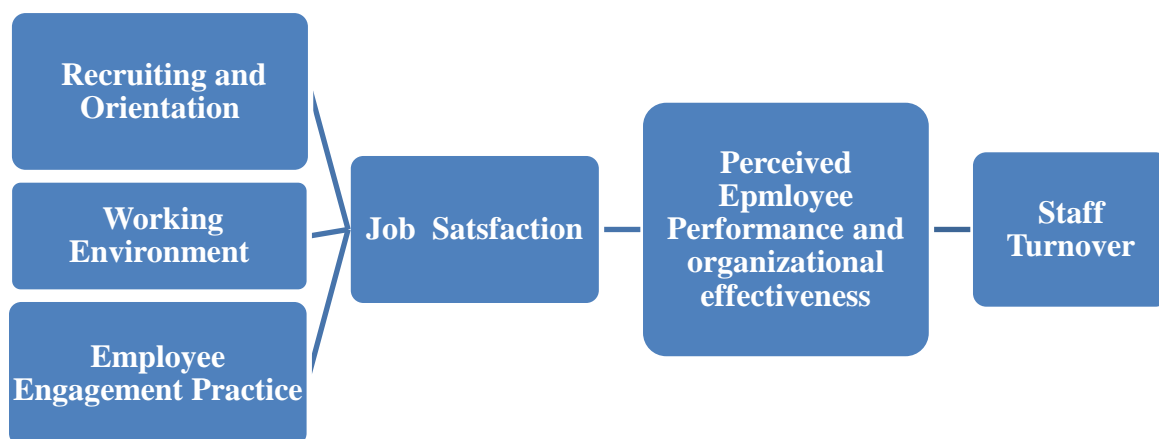 Recruiting and
Orientation
Working
Environment
Employee
Engagement Practice
Job Satsfaction
Perceived
Epmloyee
Performance and
organizational
effectiveness
Staff
Turnover